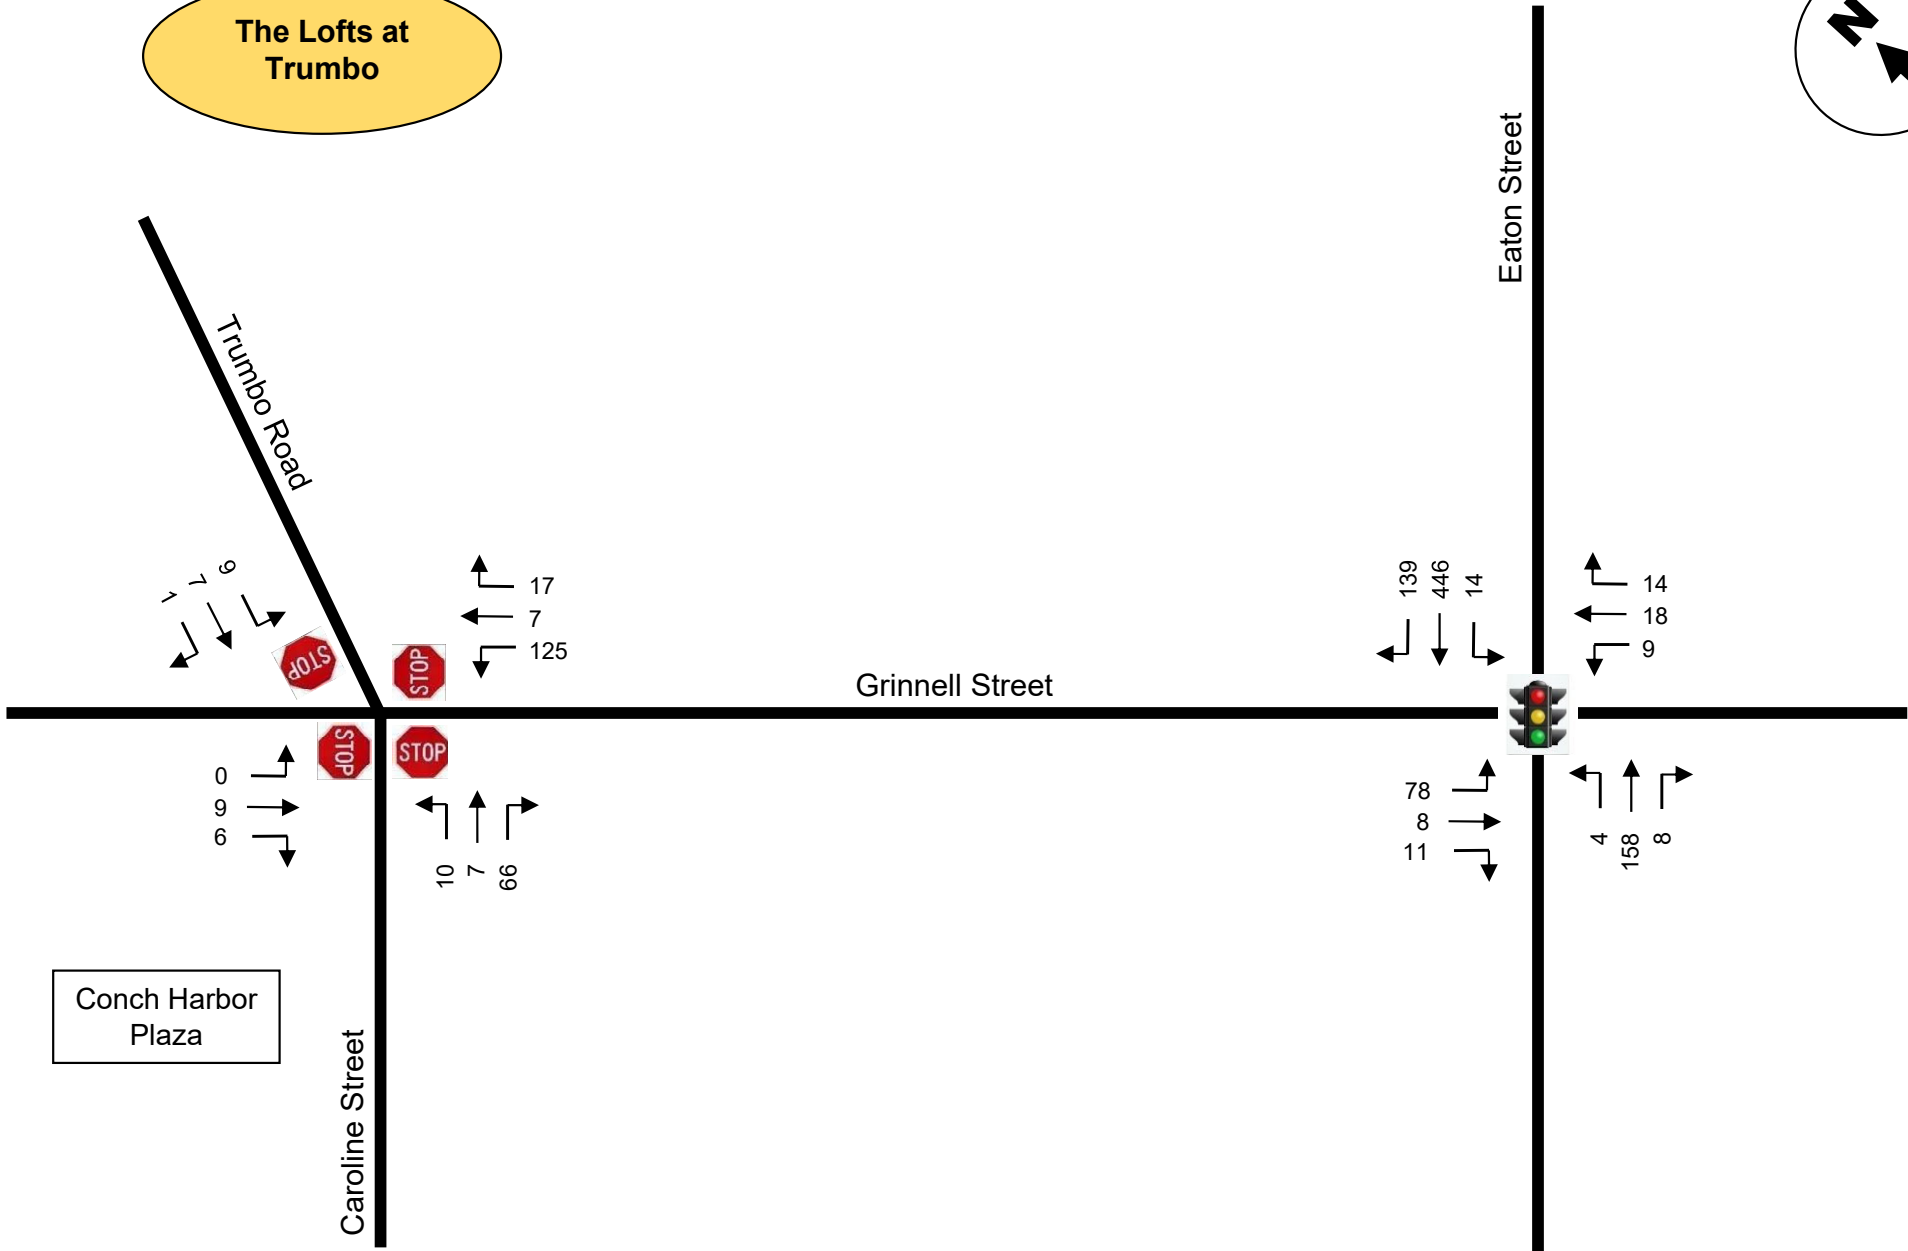 The Lofts at
Trumbo
N
Eaton Street
Trumbo Road
1
7
9
STOP
STOP
17
7
125
Grinnell Street
139
446
14
14
18
9
0
9
6
STOP
STOP
10
7
66
78
8
11
4
158
8
Conch Harbor
Plaza
Caroline Street